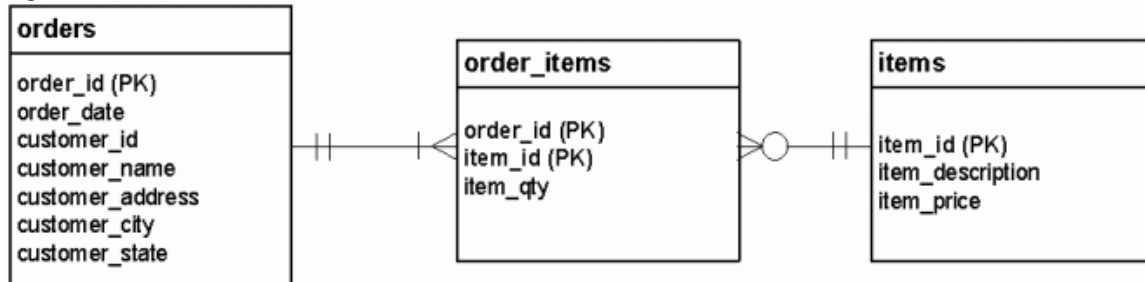 orders
order_id (PK)
order_date
customer_id
customer_name
customer_address
customer_city
customer_state
order_items
order_id (PK)
item_id (PK)
item_qty
items
item_id (PK)
item_description
item_price